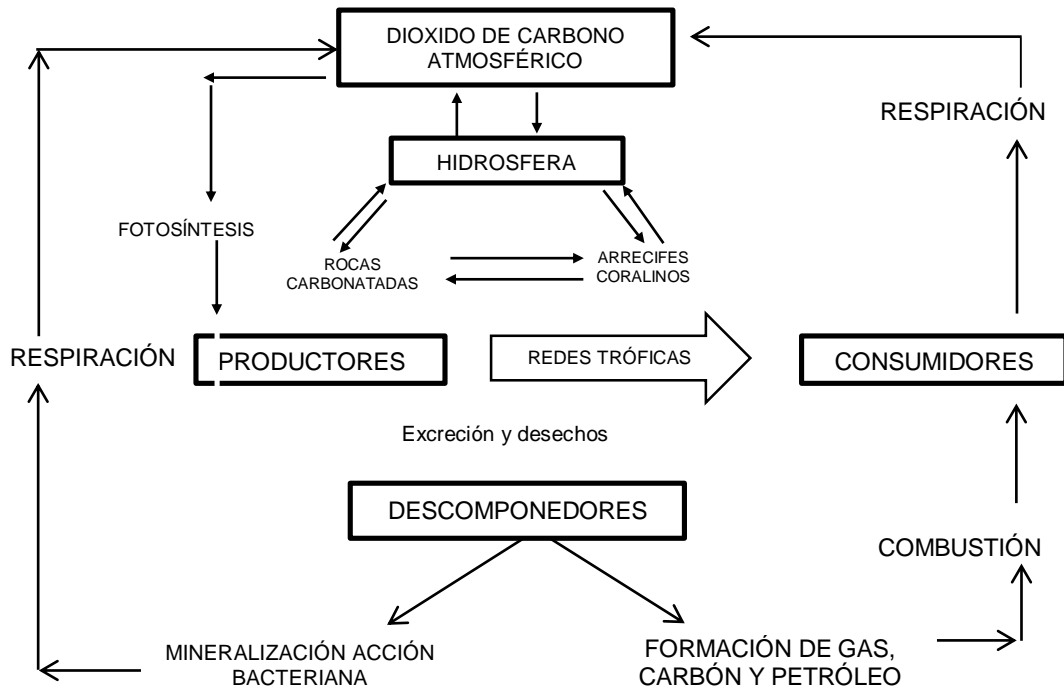 DIOXIDO DE CARBONO
ATMOSFÉRICO
RESPIRACIÓN
HIDROSFERA
FOTOSÍNTESIS
ROCAS
CARBONATADAS
ARRECIFES
CORALINOS
RESPIRACIÓN
PRODUCTORES
REDES TRÓFICAS
CONSUMIDORES
Excreción y desechos
DESCOMPONEDORES
COMBUSTIÓN
MINERALIZACIÓN ACCIÓN
BACTERIANA
FORMACIÓN DE GAS,
CARBÓN Y PETRÓLEO